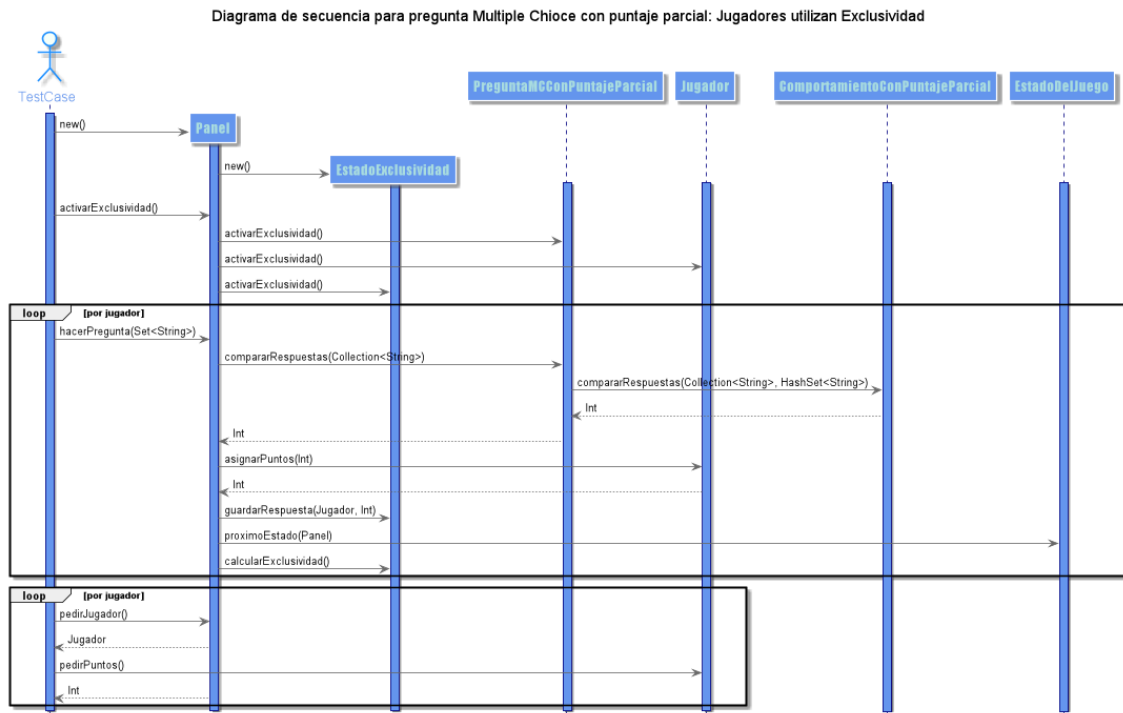 Diagrama de secuencia para pregunta Multiple Chioce con puntaje parcial: Jugadores utilizan Exclusividad
TestCase
PreguntaMCConPuntajeParcial
Jugador
ComportamientoConPuntajeParcial
EstadoDelJuego
new()
Panel
new()
EstadoExclusividad
activarExclusividad()
activarExclusividad()
activarExclusividad()
activarExclusividad()
loop [por jugador]
hacerPregunta(Set<String>)
compararRespuestas(Collection<String>)
compararRespuestas(Collection<String>, HashSet<String>)
Int
Int
asignarPuntos(Int)
Int
guardarRespuesta(Jugador, Int)
proximoEstado(Panel)
calcularExclusividad()
loop [por jugador]
pedirJugador()
Jugador
pedirPuntos()
Int